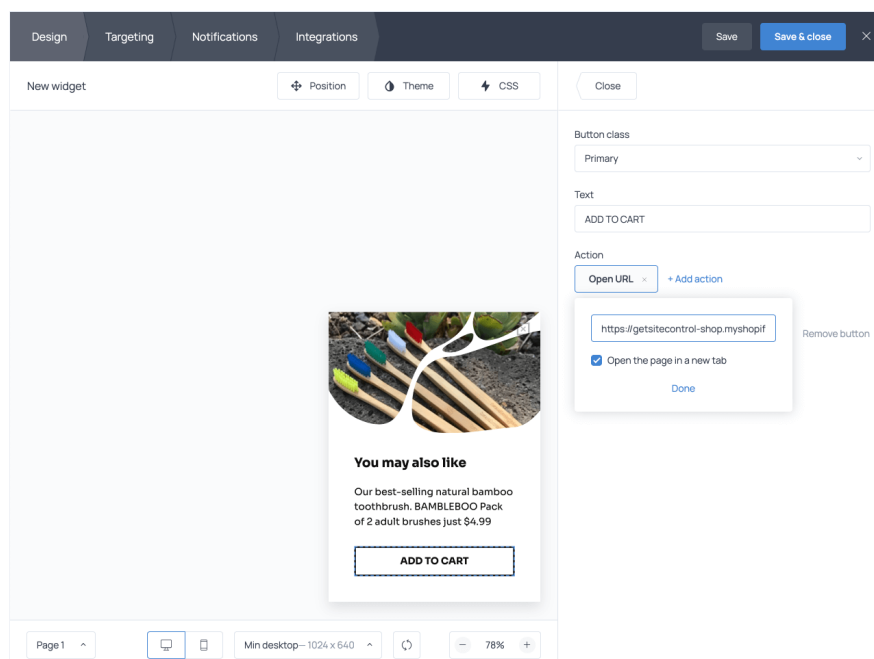 Design
Targeting
Notifications
Integrations
Save
Save & close
New widget
Position
Theme
CSS
Close
Button class
Primary
Text
ADD TO CART
Action
Open URL
+ Add action
https://getsitecontrol-shop.myshopif
Open the page in a new tab
Done
Remove button
You may also like
Our best-selling natural bamboo
toothbrush. BAMBLEBOO Pack
of 2 adult brushes just $4.99
ADD TO CART
Page 1
Min desktop — 1024 x 640
78%